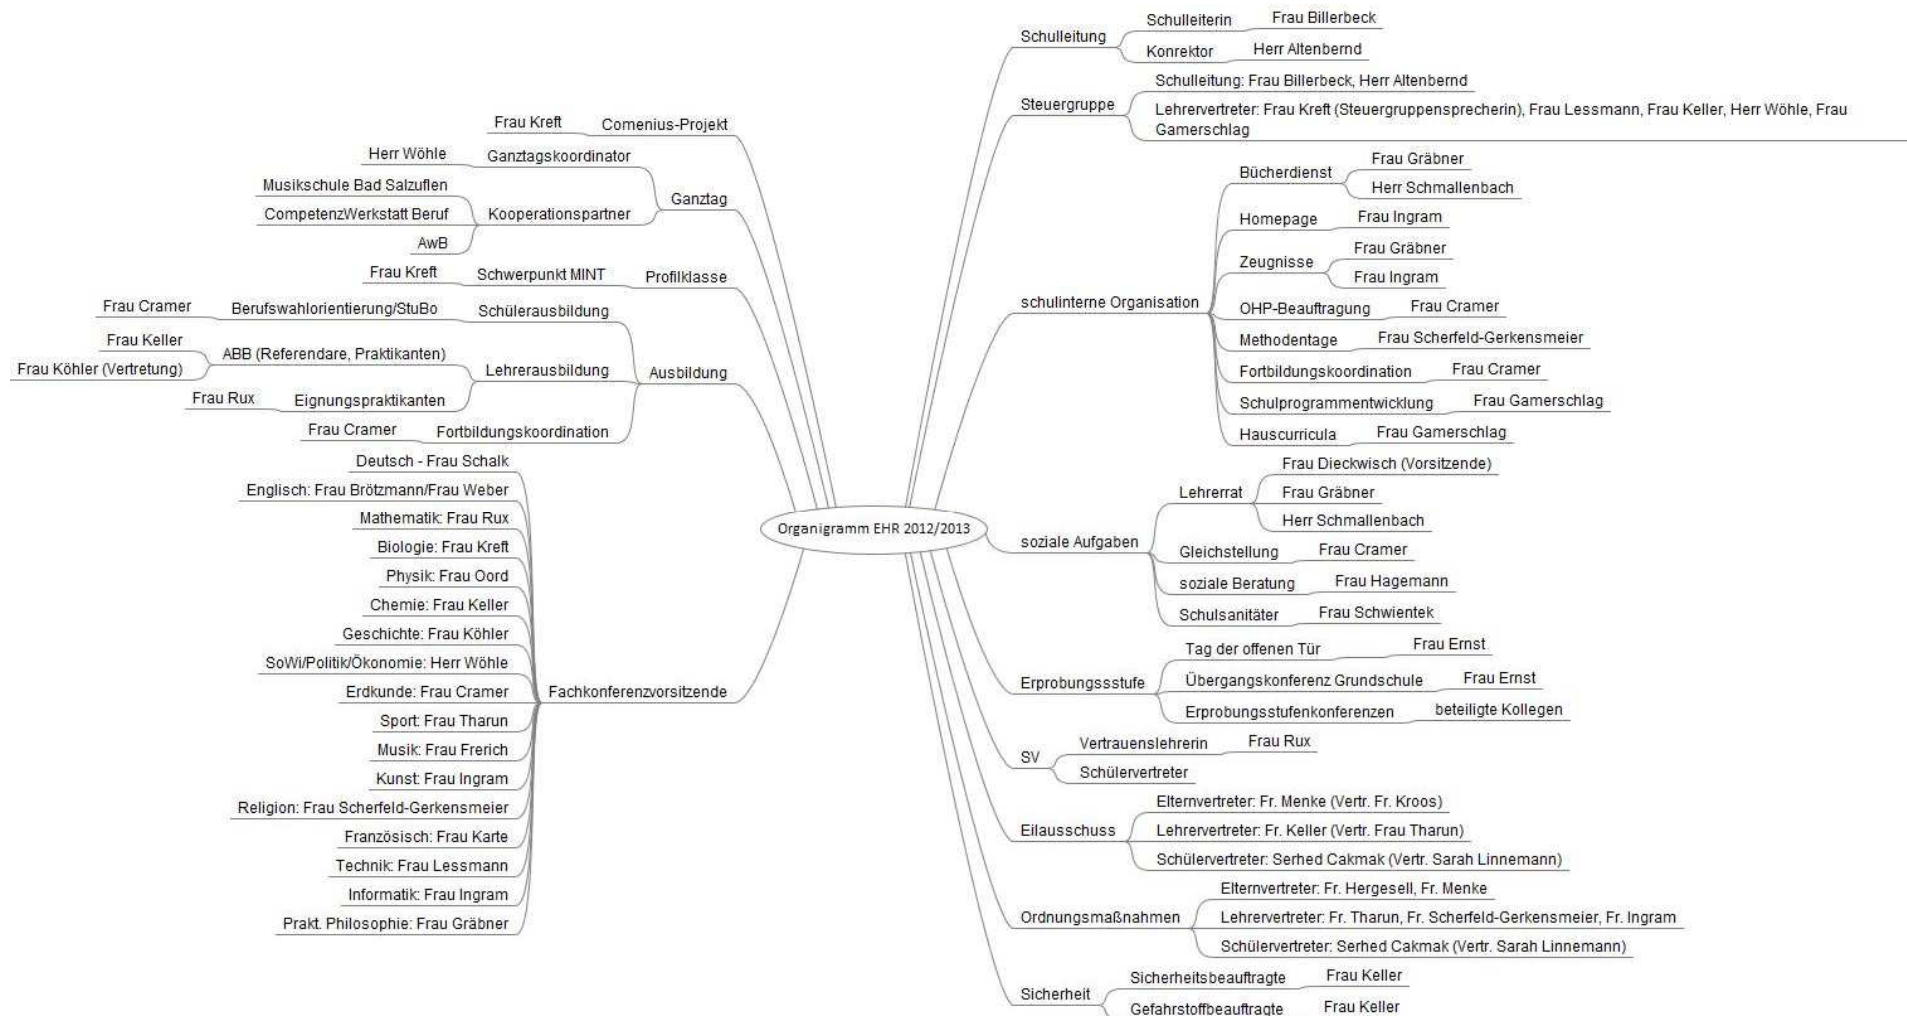 Organigramm EHR 2012/2013
Comenius-Projekt
Frau Kreft
Ganztag
Ganztagskoordinator
Herr Wöhle
Kooperationspartner
Musikschule Bad Salzuflen
CompetenzWerkstatt Beruf
AwB
Profilklasse
Schwerpunkt MINT
Frau Kreft
Ausbildung
Schülerausbildung
Berufswahlorientierung/StuBo
Frau Cramer
Lehrerausbildung
ABB (Referendare, Praktikanten)
Frau Keller
Frau Köhler (Vertretung)
Eignungspraktikanten
Frau Rux
Fortbildungskoordination
Frau Cramer
Fachkonferenzvorsitzende
Deutsch - Frau Schalk
Englisch: Frau Brötzmann/Frau Weber
Mathematik: Frau Rux
Biologie: Frau Kreft
Physik: Frau Oord
Chemie: Frau Keller
Geschichte: Frau Köhler
SoWi/Politik/Ökonomie: Herr Wöhle
Erdkunde: Frau Cramer
Sport: Frau Tharun
Musik: Frau Frerich
Kunst: Frau Ingram
Religion: Frau Scherfeld-Gerkensmeier
Französisch: Frau Karte
Technik: Frau Lessmann
Informatik: Frau Ingram
Prakt. Philosophie: Frau Gräbner
Schulleitung
Schulleiterin
Frau Billerbeck
Konrektor
Herr Altenbernd
Steuergruppe
Schulleitung: Frau Billerbeck, Herr Altenbernd
Lehrervertreter: Frau Kreft (Steuergruppensprecherin), Frau Lessmann, Frau Keller, Herr Wöhle, Frau
Gamerschlag
schulinterne Organisation
Bücherdienst
Frau Gräbner
Herr Schmallenbach
Homepage
Frau Ingram
Zeugnisse
Frau Gräbner
Frau Ingram
OHP-Beauftragung
Frau Cramer
Methodentage
Frau Scherfeld-Gerkensmeier
Fortbildungskoordination
Frau Cramer
Schulprogrammentwicklung
Frau Gamerschlag
Hauscurricula
Frau Gamerschlag
soziale Aufgaben
Lehrerrat
Frau Dieckwisch (Vorsitzende)
Frau Gräbner
Herr Schmallenbach
Gleichstellung
Frau Cramer
soziale Beratung
Frau Hagemann
Schulsanitäter
Frau Schwientek
Erprobungssstufe
Tag der offenen Tür
Frau Ernst
Übergangskonferenz Grundschule
Frau Ernst
Erprobungsstufenkonferenzen
beteiligte Kollegen
SV
Vertrauenslehrerin
Frau Rux
Schülervertreter
Eilausschuss
Elternvertreter: Fr. Menke (Vertr. Fr. Kroos)
Lehrervertreter: Fr. Keller (Vertr. Frau Tharun)
Schülervertreter: Serhed Cakmak (Vertr. Sarah Linnemann)
Ordnungsmaßnahmen
Elternvertreter: Fr. Hergesell, Fr. Menke
Lehrervertreter: Fr. Tharun, Fr. Scherfeld-Gerkensmeier, Fr. Ingram
Schülervertreter: Serhed Cakmak (Vertr. Sarah Linnemann)
Sicherheit
Sicherheitsbeauftragte
Frau Keller
Gefahrstoffbeauftragte
Frau Keller